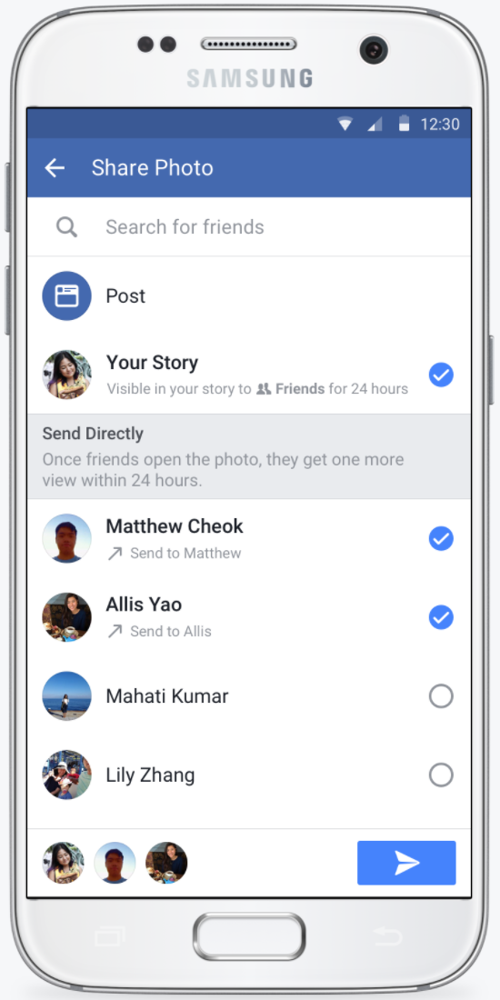 SAMSUNG
12:30
Share Photo
Search for friends
Post
Your Story
Visible in your story to Friends for 24 hours
Send Directly
Once friends open the photo, they get one more
view within 24 hours.
Matthew Cheok
Send to Matthew
Allis Yao
Send to Allis
Mahati Kumar
Lily Zhang